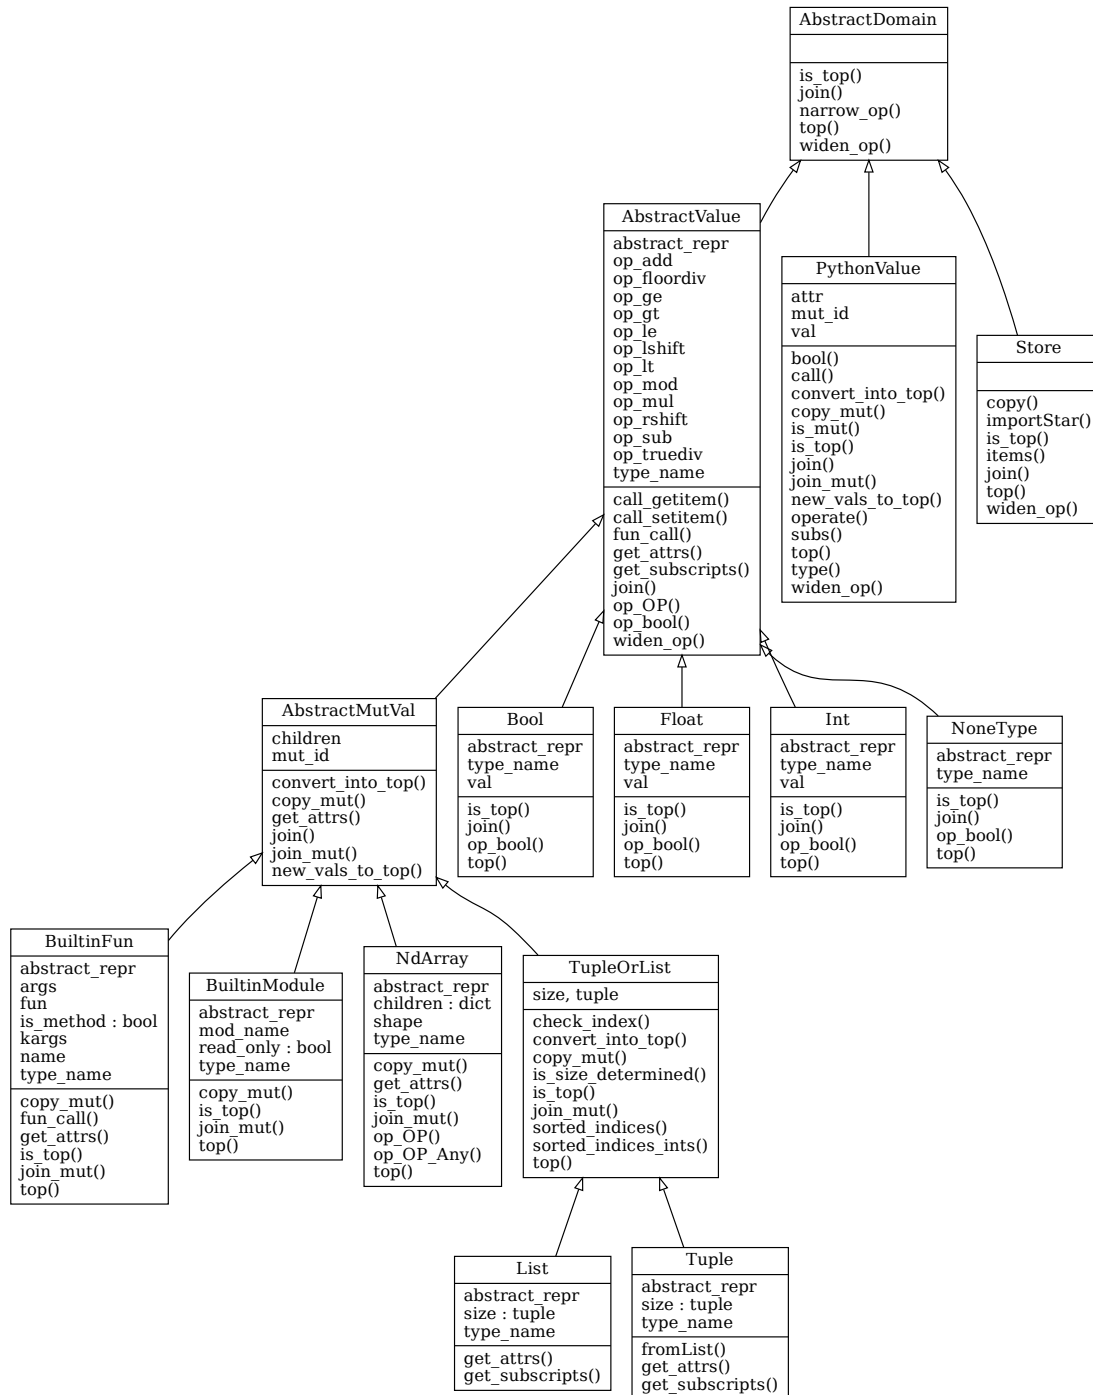 AbstractDomain
is_top()
join()
narrow_op()
top()
widen_op()
AbstractValue
abstract_repr
op_add
op_floordiv
op_ge
op_gt
op_le
op_lshift
op_lt
op_mod
op_mul
op_rshift
op_sub
op_truediv
type_name
call_getitem()
call_setitem()
fun_call()
get_attrs()
get_subscripts()
join()
op_OP()
op_bool()
widen_op()
PythonValue
attr
mut_id
val
bool()
call()
convert_into_top()
copy_mut()
is_mut()
is_top()
join()
join_mut()
new_vals_to_top()
operate()
subs()
top()
type()
widen_op()
Store
copy()
importStar()
is_top()
items()
join()
top()
widen_op()
AbstractMutVal
children
mut_id
convert_into_top()
copy_mut()
get_attrs()
join()
join_mut()
new_vals_to_top()
Bool
abstract_repr
type_name
val
is_top()
join()
op_bool()
top()
Float
abstract_repr
type_name
val
is_top()
join()
op_bool()
top()
Int
abstract_repr
type_name
val
is_top()
join()
op_bool()
top()
NoneType
abstract_repr
type_name
is_top()
join()
op_bool()
top()
BuiltinFun
abstract_repr
args
fun
is_method : bool
kargs
name
type_name
copy_mut()
fun_call()
get_attrs()
is_top()
join_mut()
top()
BuiltinModule
abstract_repr
mod_name
read_only : bool
type_name
copy_mut()
is_top()
join_mut()
top()
NdArray
abstract_repr
children : dict
shape
type_name
copy_mut()
get_attrs()
is_top()
join_mut()
op_OP()
op_OP_Any()
top()
TupleOrList
size, tuple
check_index()
convert_into_top()
copy_mut()
is_size_determined()
is_top()
join_mut()
sorted_indices()
sorted_indices_ints()
top()
List
abstract_repr
size : tuple
type_name
get_attrs()
get_subscripts()
Tuple
abstract_repr
size : tuple
type_name
fromList()
get_attrs()
get_subscripts()